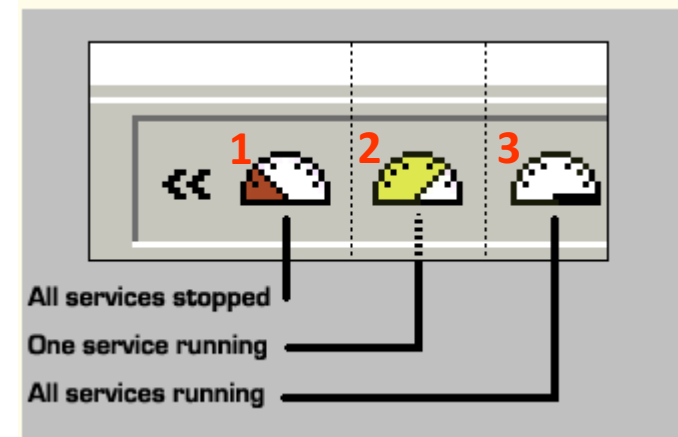 1 2 3
<<
All services stopped
One service running
All services running